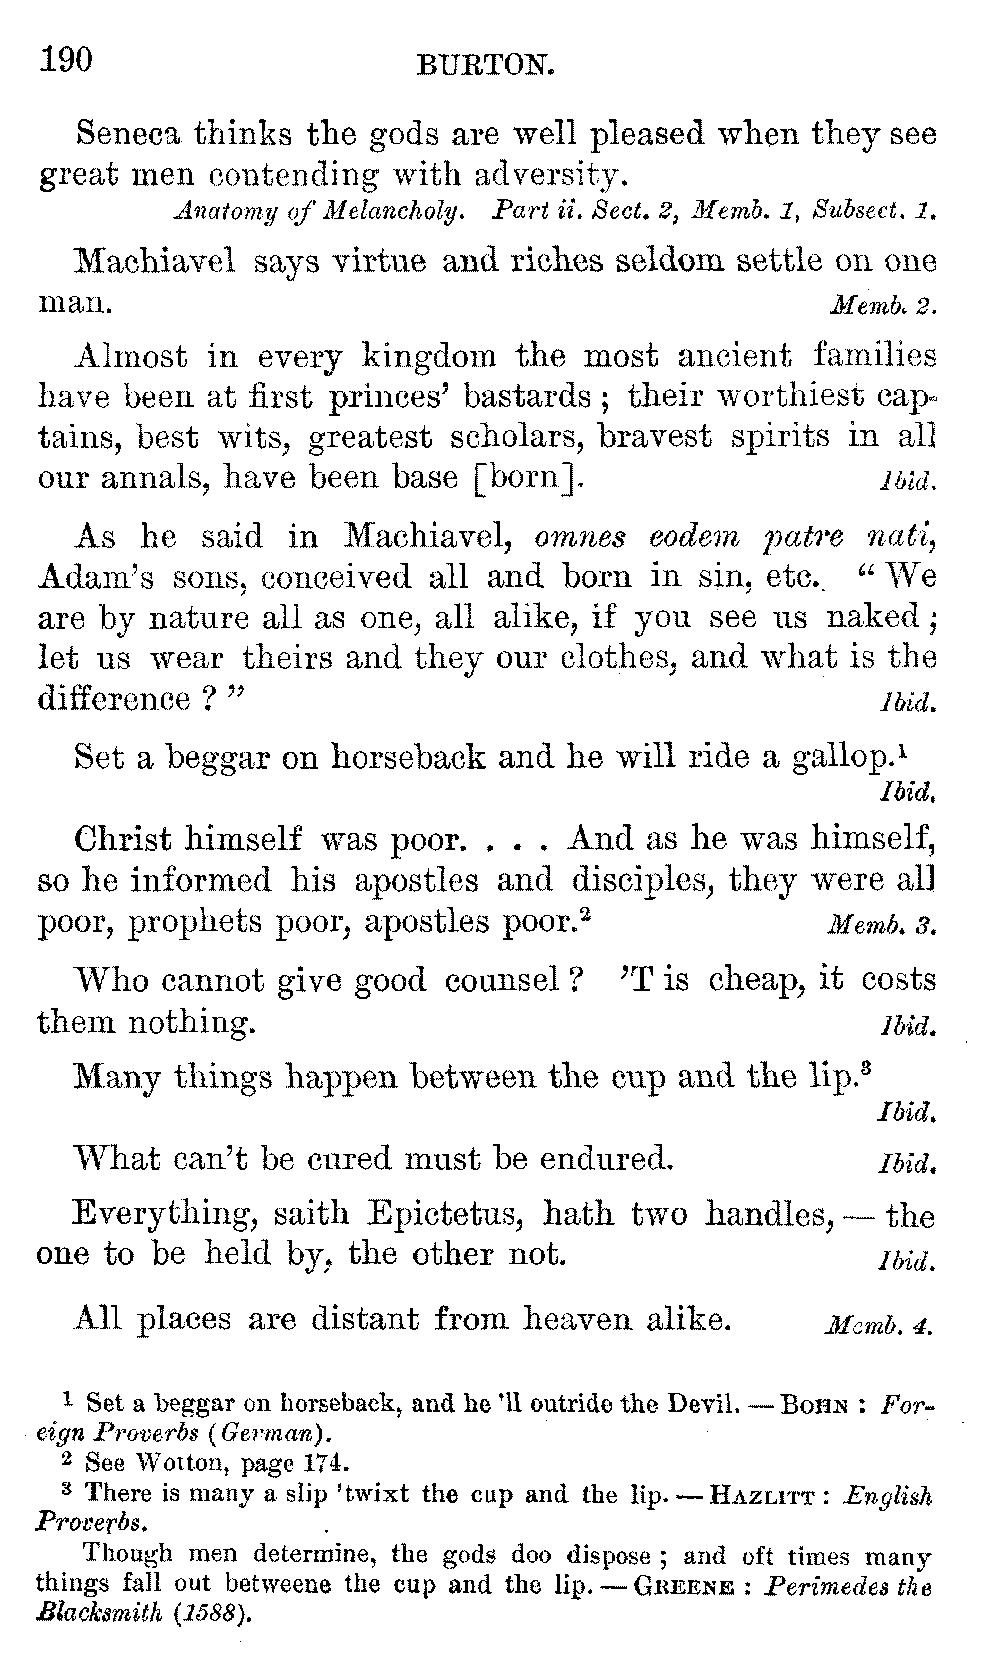 190
BURTON.
Seneca thinks the gods are well pleased when they see
great men contending with adversity.
Anatomy of Melancholy. Part ii. Sect. 2, Memb. 1, Subsect. 1.
Machiavel says virtue and riches seldom settle on one
man. Memb. 2.
Almost in every kingdom the most ancient families
have been at first princes' bastards; their worthiest cap-
tains, best wits, greatest scholars, bravest spirits in all
our annals, have been base [born]. Ibid.
As he said in Machiavel, omnes eodem patre nati,
Adam's sons, conceived all and born in sin, etc. "We
are by nature all as one, all alike, if you see us naked;
let us wear theirs and they our clothes, and what is the
difference?" Ibid.
Set a beggar on horseback and he will ride a gallop.¹
Ibid.
Christ himself was poor. . . . And as he was himself,
so he informed his apostles and disciples, they were all
poor, prophets poor, apostles poor.² Memb. 3.
Who cannot give good counsel? 'T is cheap, it costs
them nothing. Ibid.
Many things happen between the cup and the lip.³
Ibid.
What can't be cured must be endured. Ibid.
Everything, saith Epictetus, hath two handles, — the
one to be held by, the other not. Ibid.
All places are distant from heaven alike. Memb. 4.
¹ Set a beggar on horseback, and he 'll outride the Devil. — BOHN: For-
eign Proverbs (German).
² See Wotton, page 174.
³ There is many a slip 'twixt the cup and the lip. — HAZLITT: English
Proverbs.
Though men determine, the gods doo dispose; and oft times many
things fall out betweene the cup and the lip. — GREENE: Perimedes the
Blacksmith (1588).